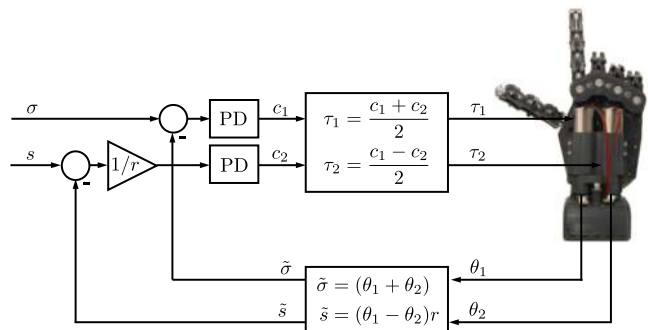 σ
-
PD
c₁
τ₁ = (c₁ + c₂)/2
τ₁
s
-
1/r
PD
c₂
τ₂ = (c₁ − c₂)/2
τ₂
σ̃
σ̃ = (θ₁ + θ₂)
θ₁
s̃
s̃ = (θ₁ − θ₂)r
θ₂